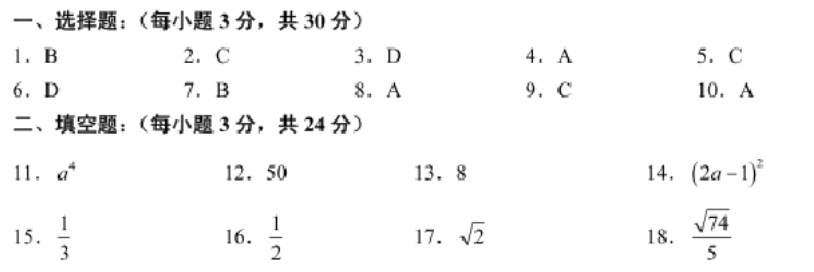 一、选择题：（每小题 3 分，共 30 分）
1．B 2．C 3．D 4．A 5．C
6．D 7．B 8．A 9．C 10．A
二、填空题：（每小题 3 分，共 24 分）
11．a⁴ 12．50 13．8 14．(2a－1)²
15．1/3 16．1/2 17．√2 18．√74/5